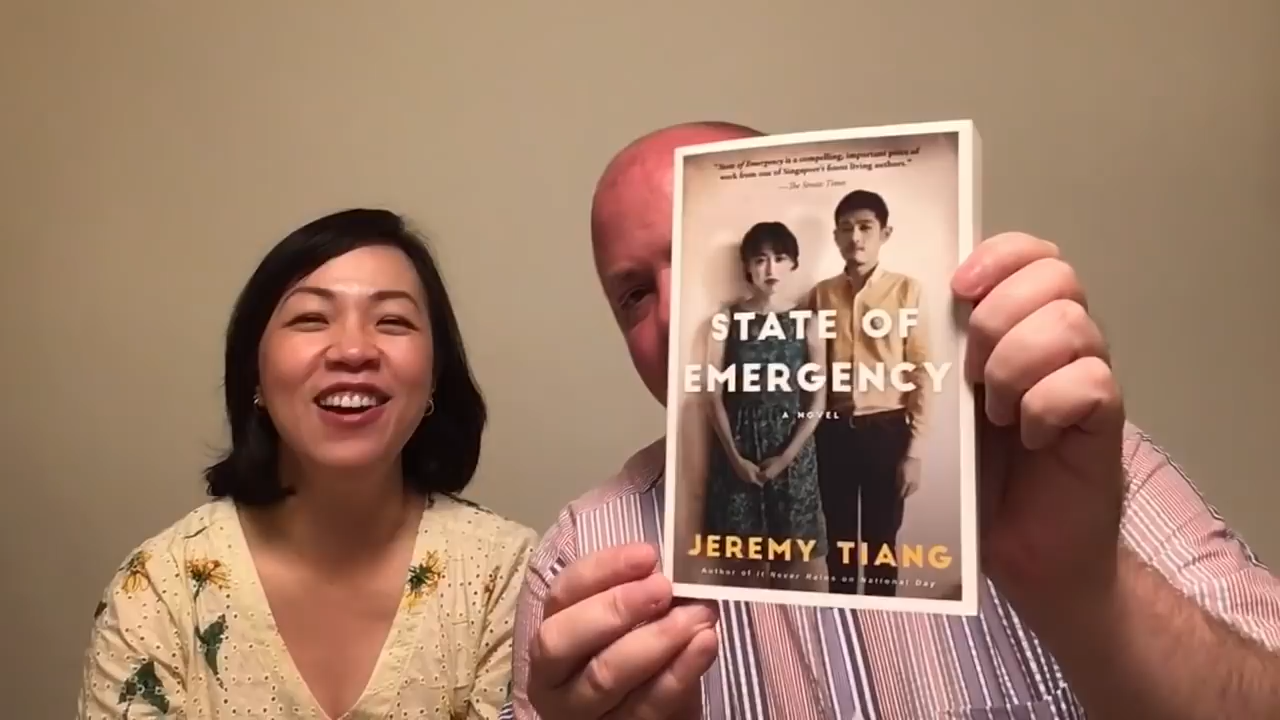 "State of Emergency is a compelling, important piece of
work from one of Singapore's finest living authors."
—The Straits Times
STATE OF
EMERGENCY
A NOVEL
JEREMY TIANG
Author of It Never Rains on National Day